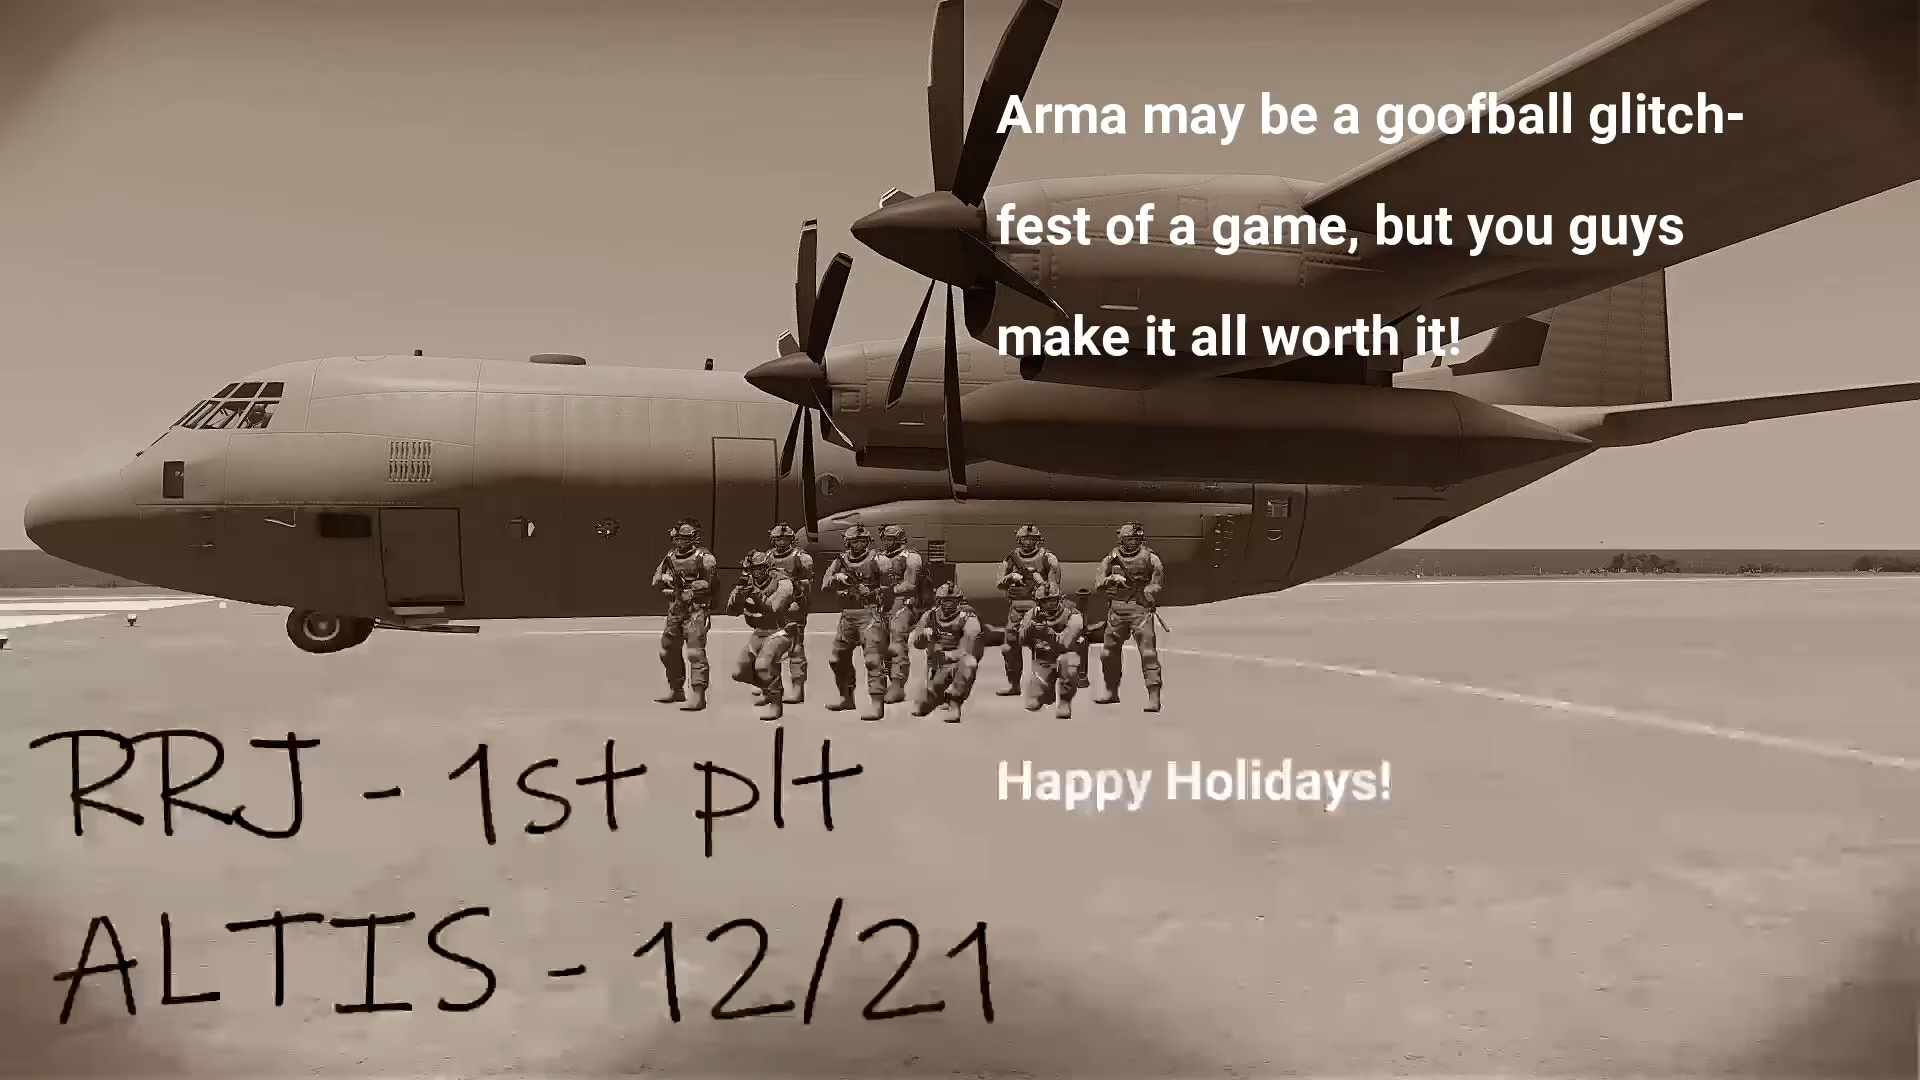 Arma may be a goofball glitch-
fest of a game, but you guys
make it all worth it!
RRJ - 1st plt
Happy Holidays!
ALTIS - 12/21